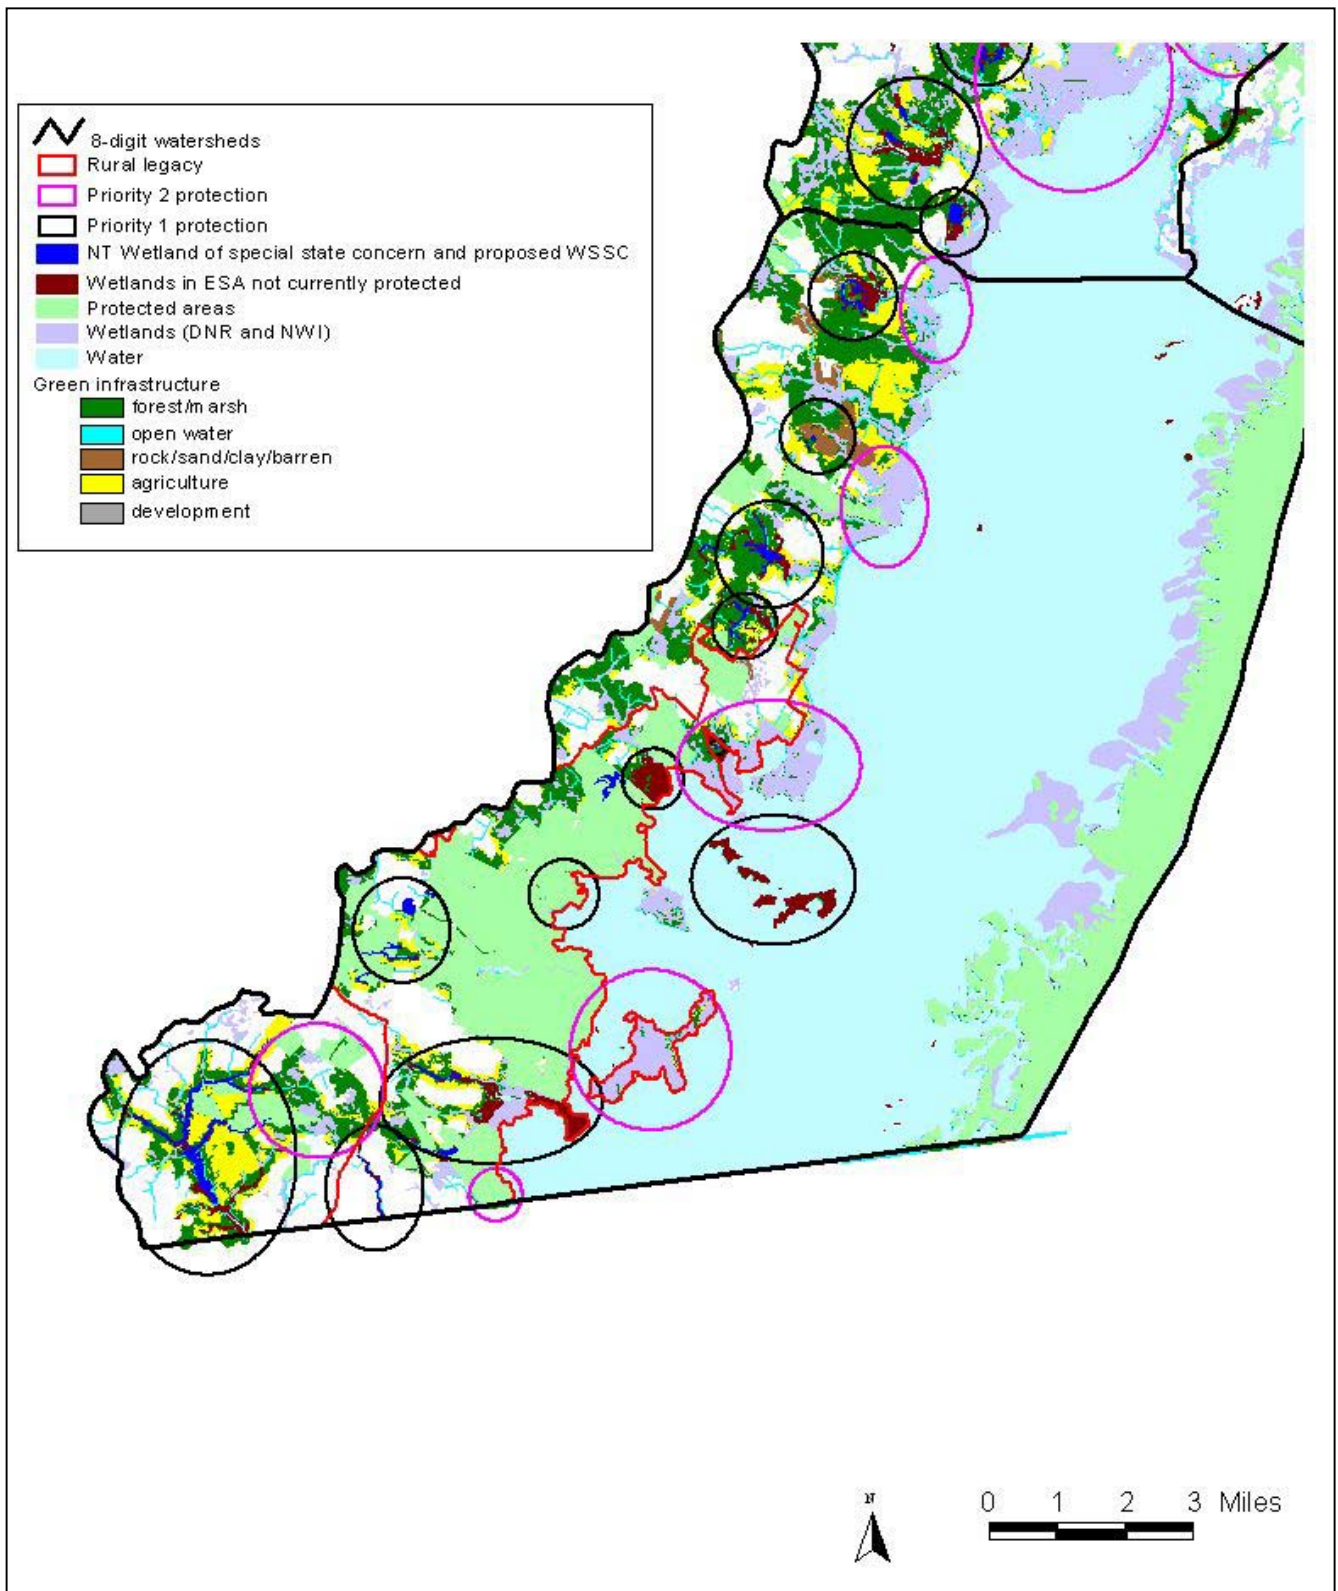 8-digit watersheds
Rural legacy
Priority 2 protection
Priority 1 protection
NT Wetland of special state concern and proposed WSSC
Wetlands in ESA not currently protected
Protected areas
Wetlands (DNR and NWI)
Water
Green infrastructure
forest/marsh
open water
rock/sand/clay/barren
agriculture
development
N
0 1 2 3 Miles